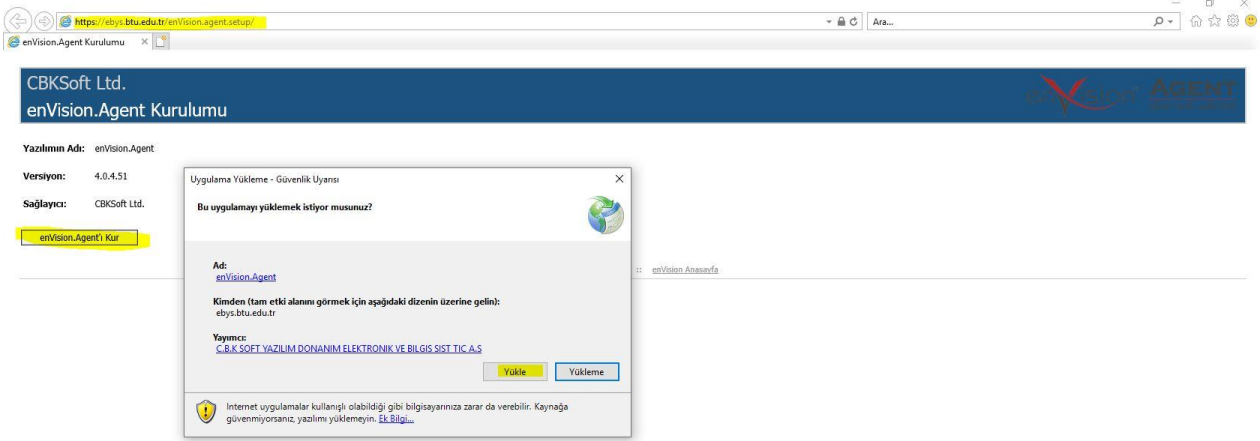 https://ebys.btu.edu.tr/enVision.agent.setup/
Ara...
enVision.Agent Kurulumu
CBKSoft Ltd.
enVision.Agent Kurulumu
AGENT
Yazılımın Adı: enVision.Agent
Versiyon: 4.0.4.51
Sağlayıcı: CBKSoft Ltd.
enVision.Agent'ı Kur
Uygulama Yükleme - Güvenlik Uyarısı
Bu uygulamayı yüklemek istiyor musunuz?
Ad:
enVision.Agent
Kimden (tam etki alanını görmek için aşağıdaki dizenin üzerine gelin):
ebys.btu.edu.tr
Yayımcı:
C.B.K SOFT YAZILIM DONANIM ELEKTRONIK VE BILGIS SIST TIC A.S
Yükle
Yükleme
Internet uygulamalar kullanışlı olabildiği gibi bilgisayarınıza zarar da verebilir. Kaynağa
güvenmiyorsanız, yazılımı yüklemeyin. Ek Bilgi...
:: enVision Anasayfa